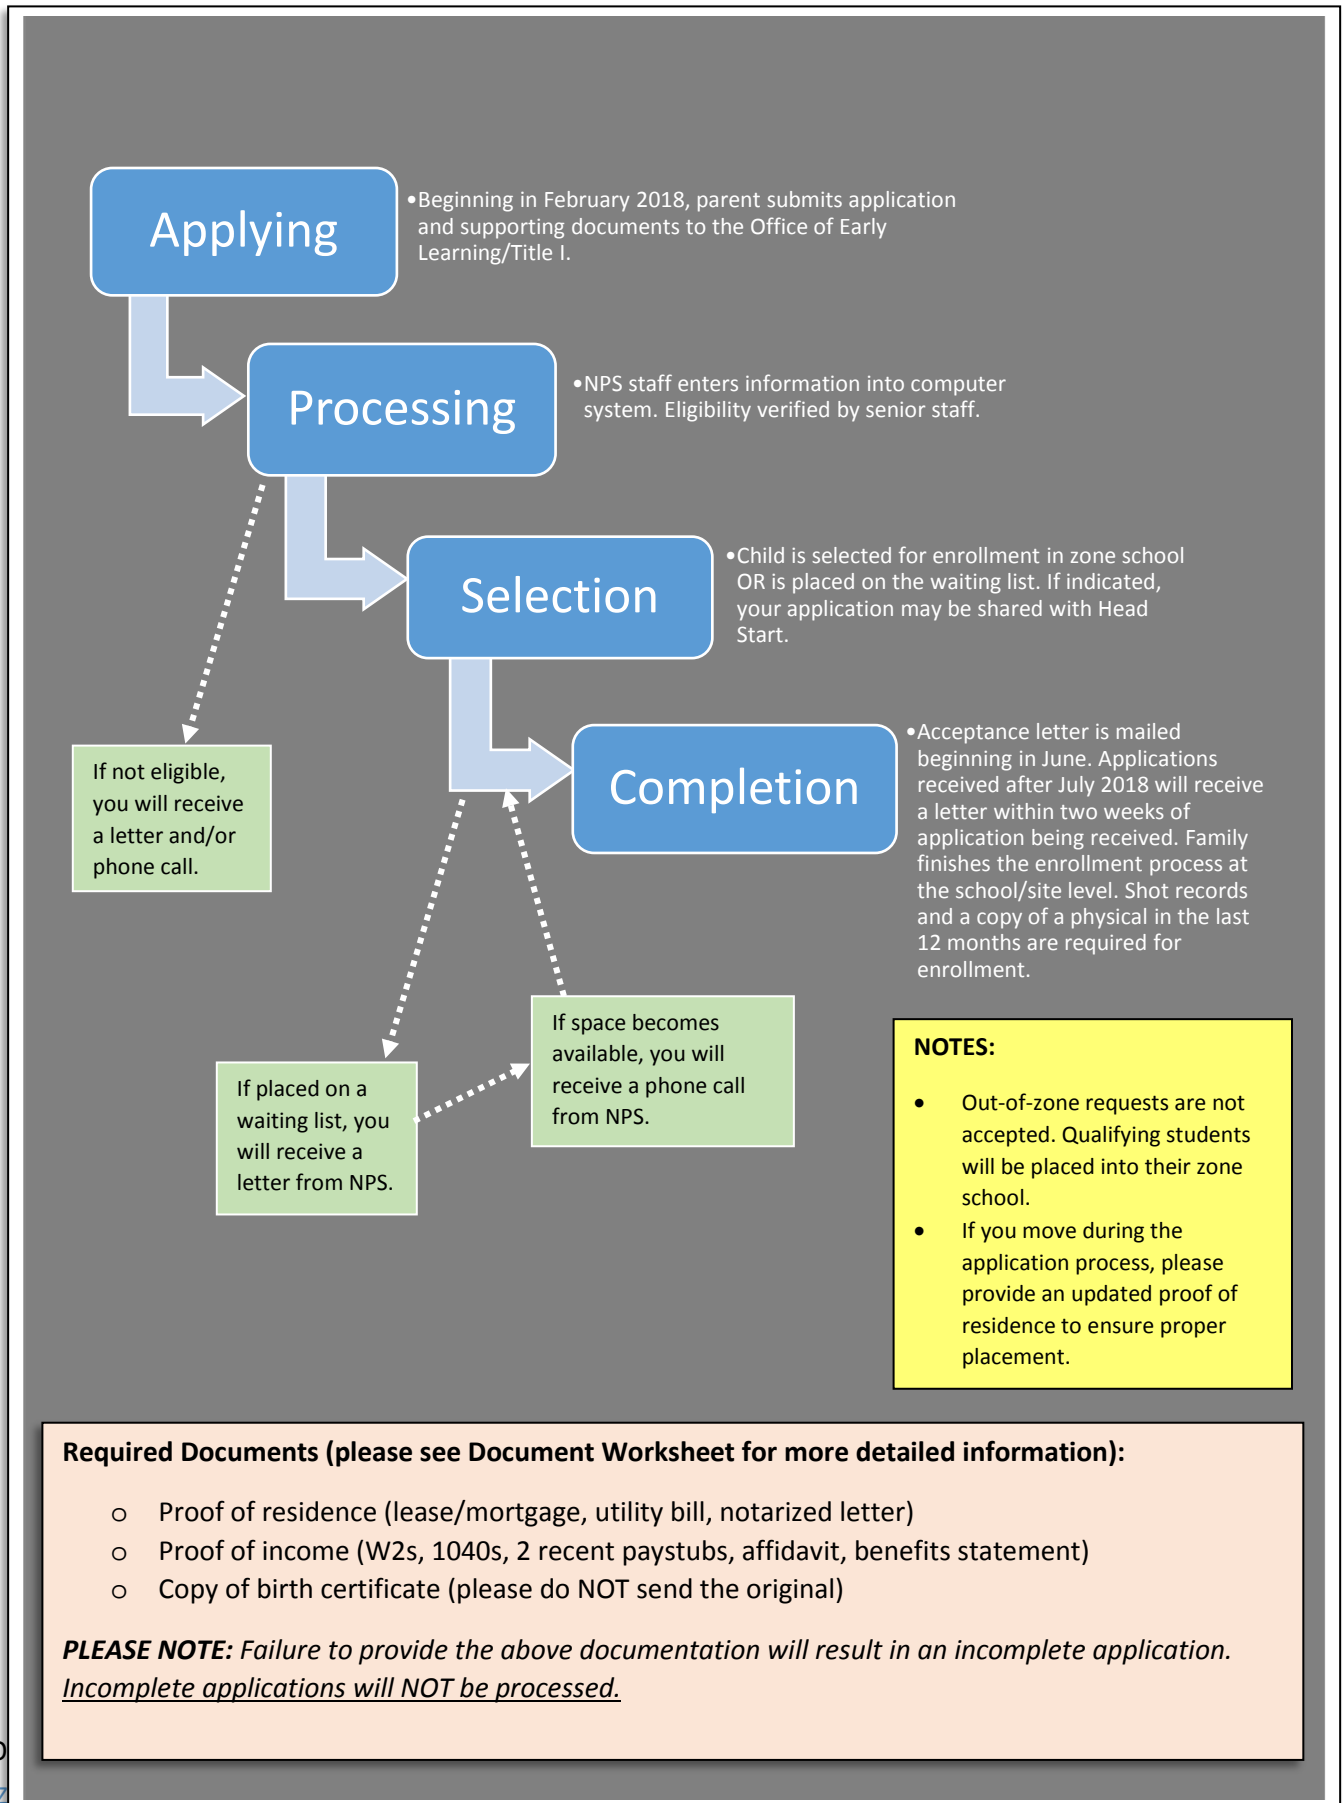 Applying
•Beginning in February 2018, parent submits application
and supporting documents to the Office of Early
Learning/Title I.
Processing
•NPS staff enters information into computer
system. Eligibility verified by senior staff.
Selection
•Child is selected for enrollment in zone school
OR is placed on the waiting list. If indicated,
your application may be shared with Head
Start.
Completion
•Acceptance letter is mailed
beginning in June. Applications
received after July 2018 will receive
a letter within two weeks of
application being received. Family
finishes the enrollment process at
the school/site level. Shot records
and a copy of a physical in the last
12 months are required for
enrollment.
If not eligible,
you will receive
a letter and/or
phone call.
If placed on a
waiting list, you
will receive a
letter from NPS.
If space becomes
available, you will
receive a phone call
from NPS.
NOTES:
• Out-of-zone requests are not
accepted. Qualifying students
will be placed into their zone
school.
• If you move during the
application process, please
provide an updated proof of
residence to ensure proper
placement.
Required Documents (please see Document Worksheet for more detailed information):
o Proof of residence (lease/mortgage, utility bill, notarized letter)
o Proof of income (W2s, 1040s, 2 recent paystubs, affidavit, benefits statement)
o Copy of birth certificate (please do NOT send the original)
PLEASE NOTE: Failure to provide the above documentation will result in an incomplete application.
Incomplete applications will NOT be processed.